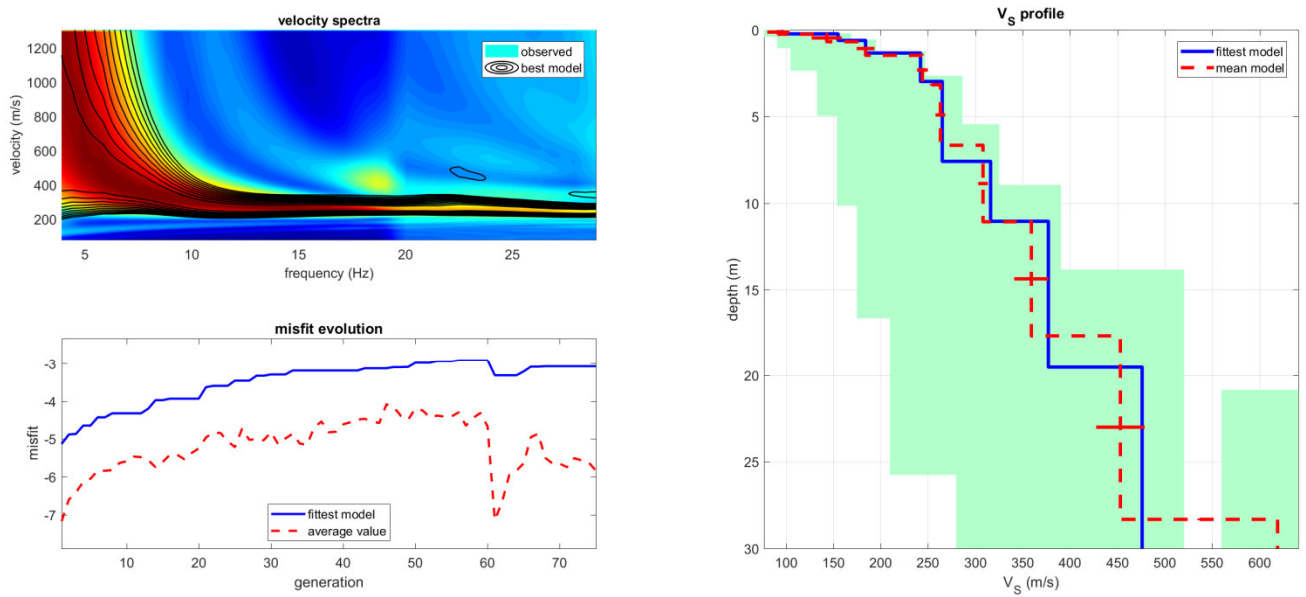 velocity spectra
1200
1000
800
600
400
200
velocity (m/s)
observed
best model
5
10
15
20
25
frequency (Hz)
misfit evolution
-3
-4
-5
-6
-7
misfit
fittest model
average value
10
20
30
40
50
60
70
generation
V_S profile
0
5
10
15
20
25
30
depth (m)
fittest model
mean model
100
150
200
250
300
350
400
450
500
550
600
V_S (m/s)